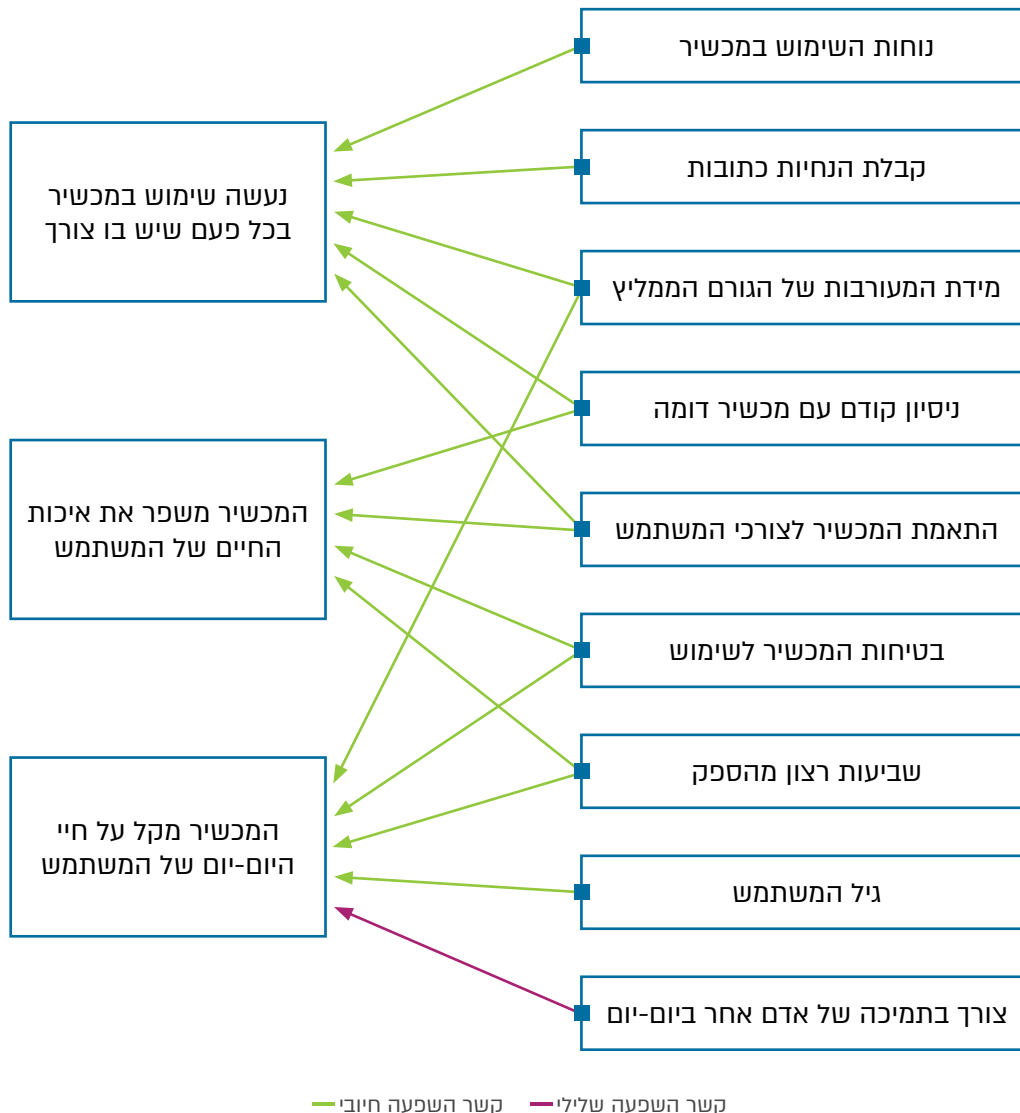 נוחות השימוש במכשיר
קבלת הנחיות כתובות
מידת המעורבות של הגורם הממליץ
ניסיון קודם עם מכשיר דומה
התאמת המכשיר לצורכי המשתמש
בטיחות המכשיר לשימוש
שביעות רצון מהספק
גיל המשתמש
צורך בתמיכה של אדם אחר ביום-יום
נעשה שימוש במכשיר
בכל פעם שיש בו צורך
המכשיר משפר את איכות
החיים של המשתמש
המכשיר מקל על חיי
היום-יום של המשתמש
קשר השפעה שלילי
קשר השפעה חיובי